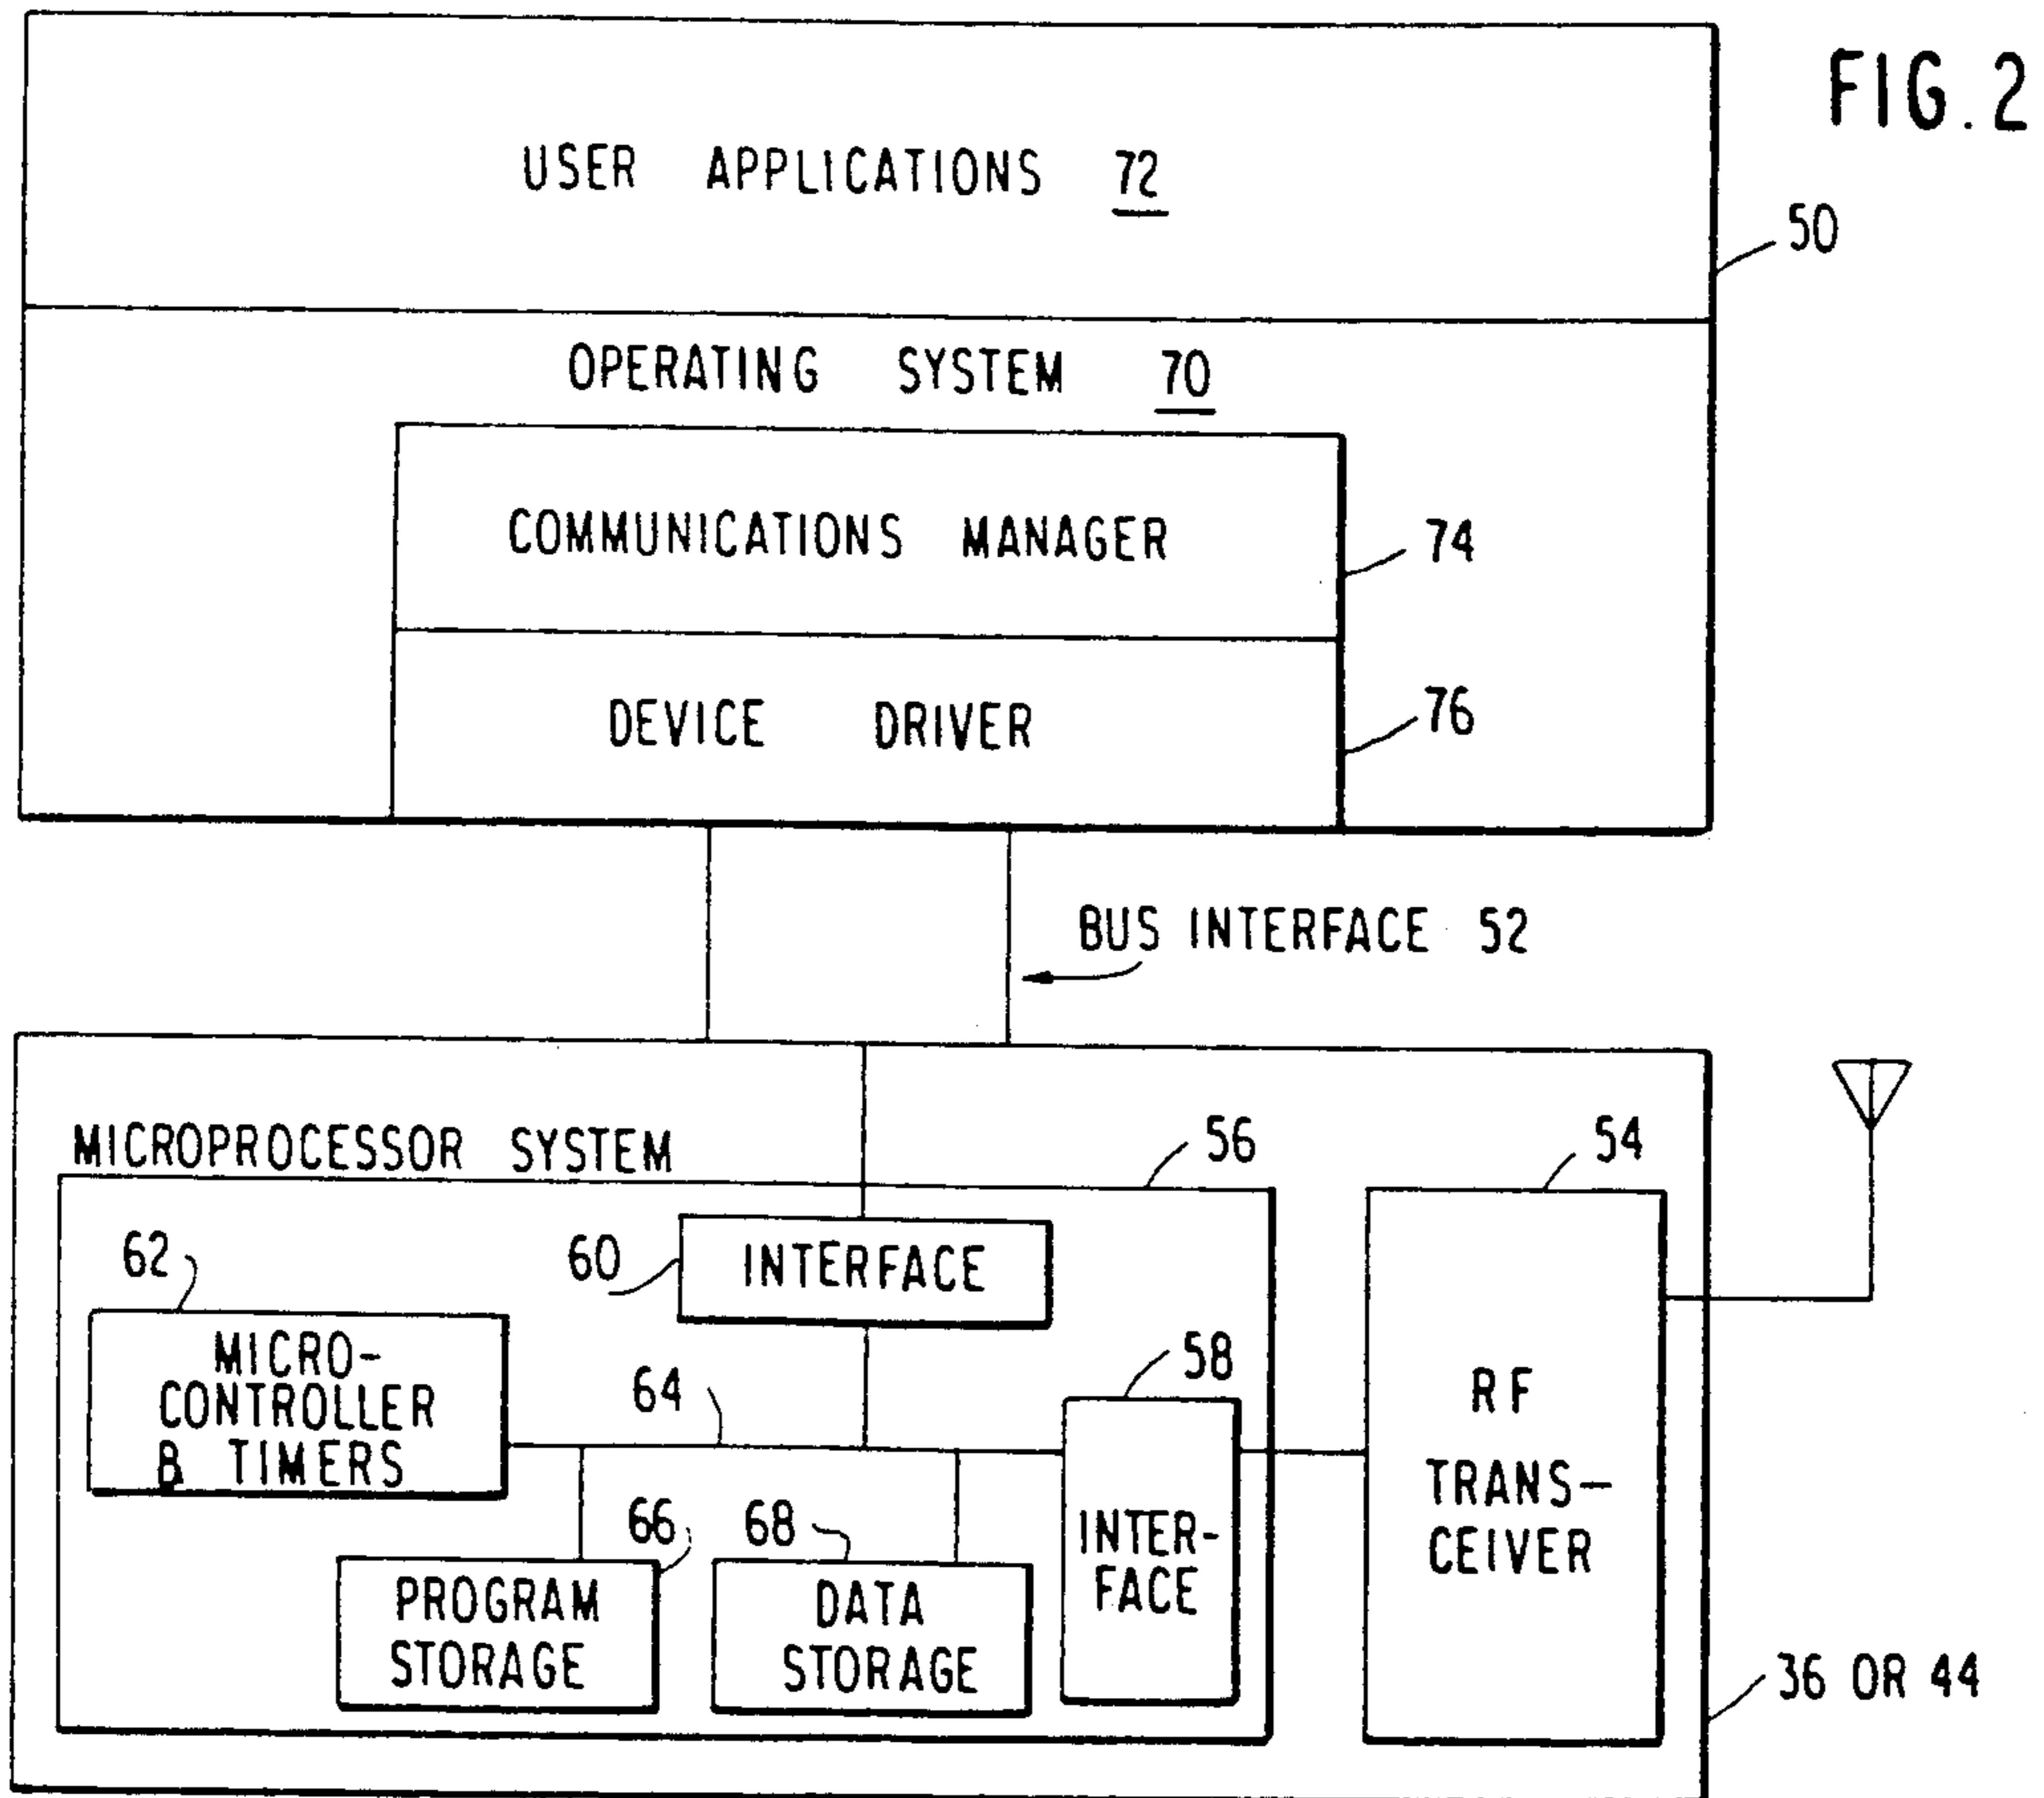 FIG. 2
USER APPLICATIONS 72
50
OPERATING SYSTEM 70
COMMUNICATIONS MANAGER
74
DEVICE DRIVER
76
BUS INTERFACE 52
MICROPROCESSOR SYSTEM
56
54
62
60
INTERFACE
MICRO-
CONTROLLER
B TIMERS
64
58
66
68
INTER-
FACE
RF
TRANS-
CEIVER
PROGRAM
STORAGE
DATA
STORAGE
36 OR 44